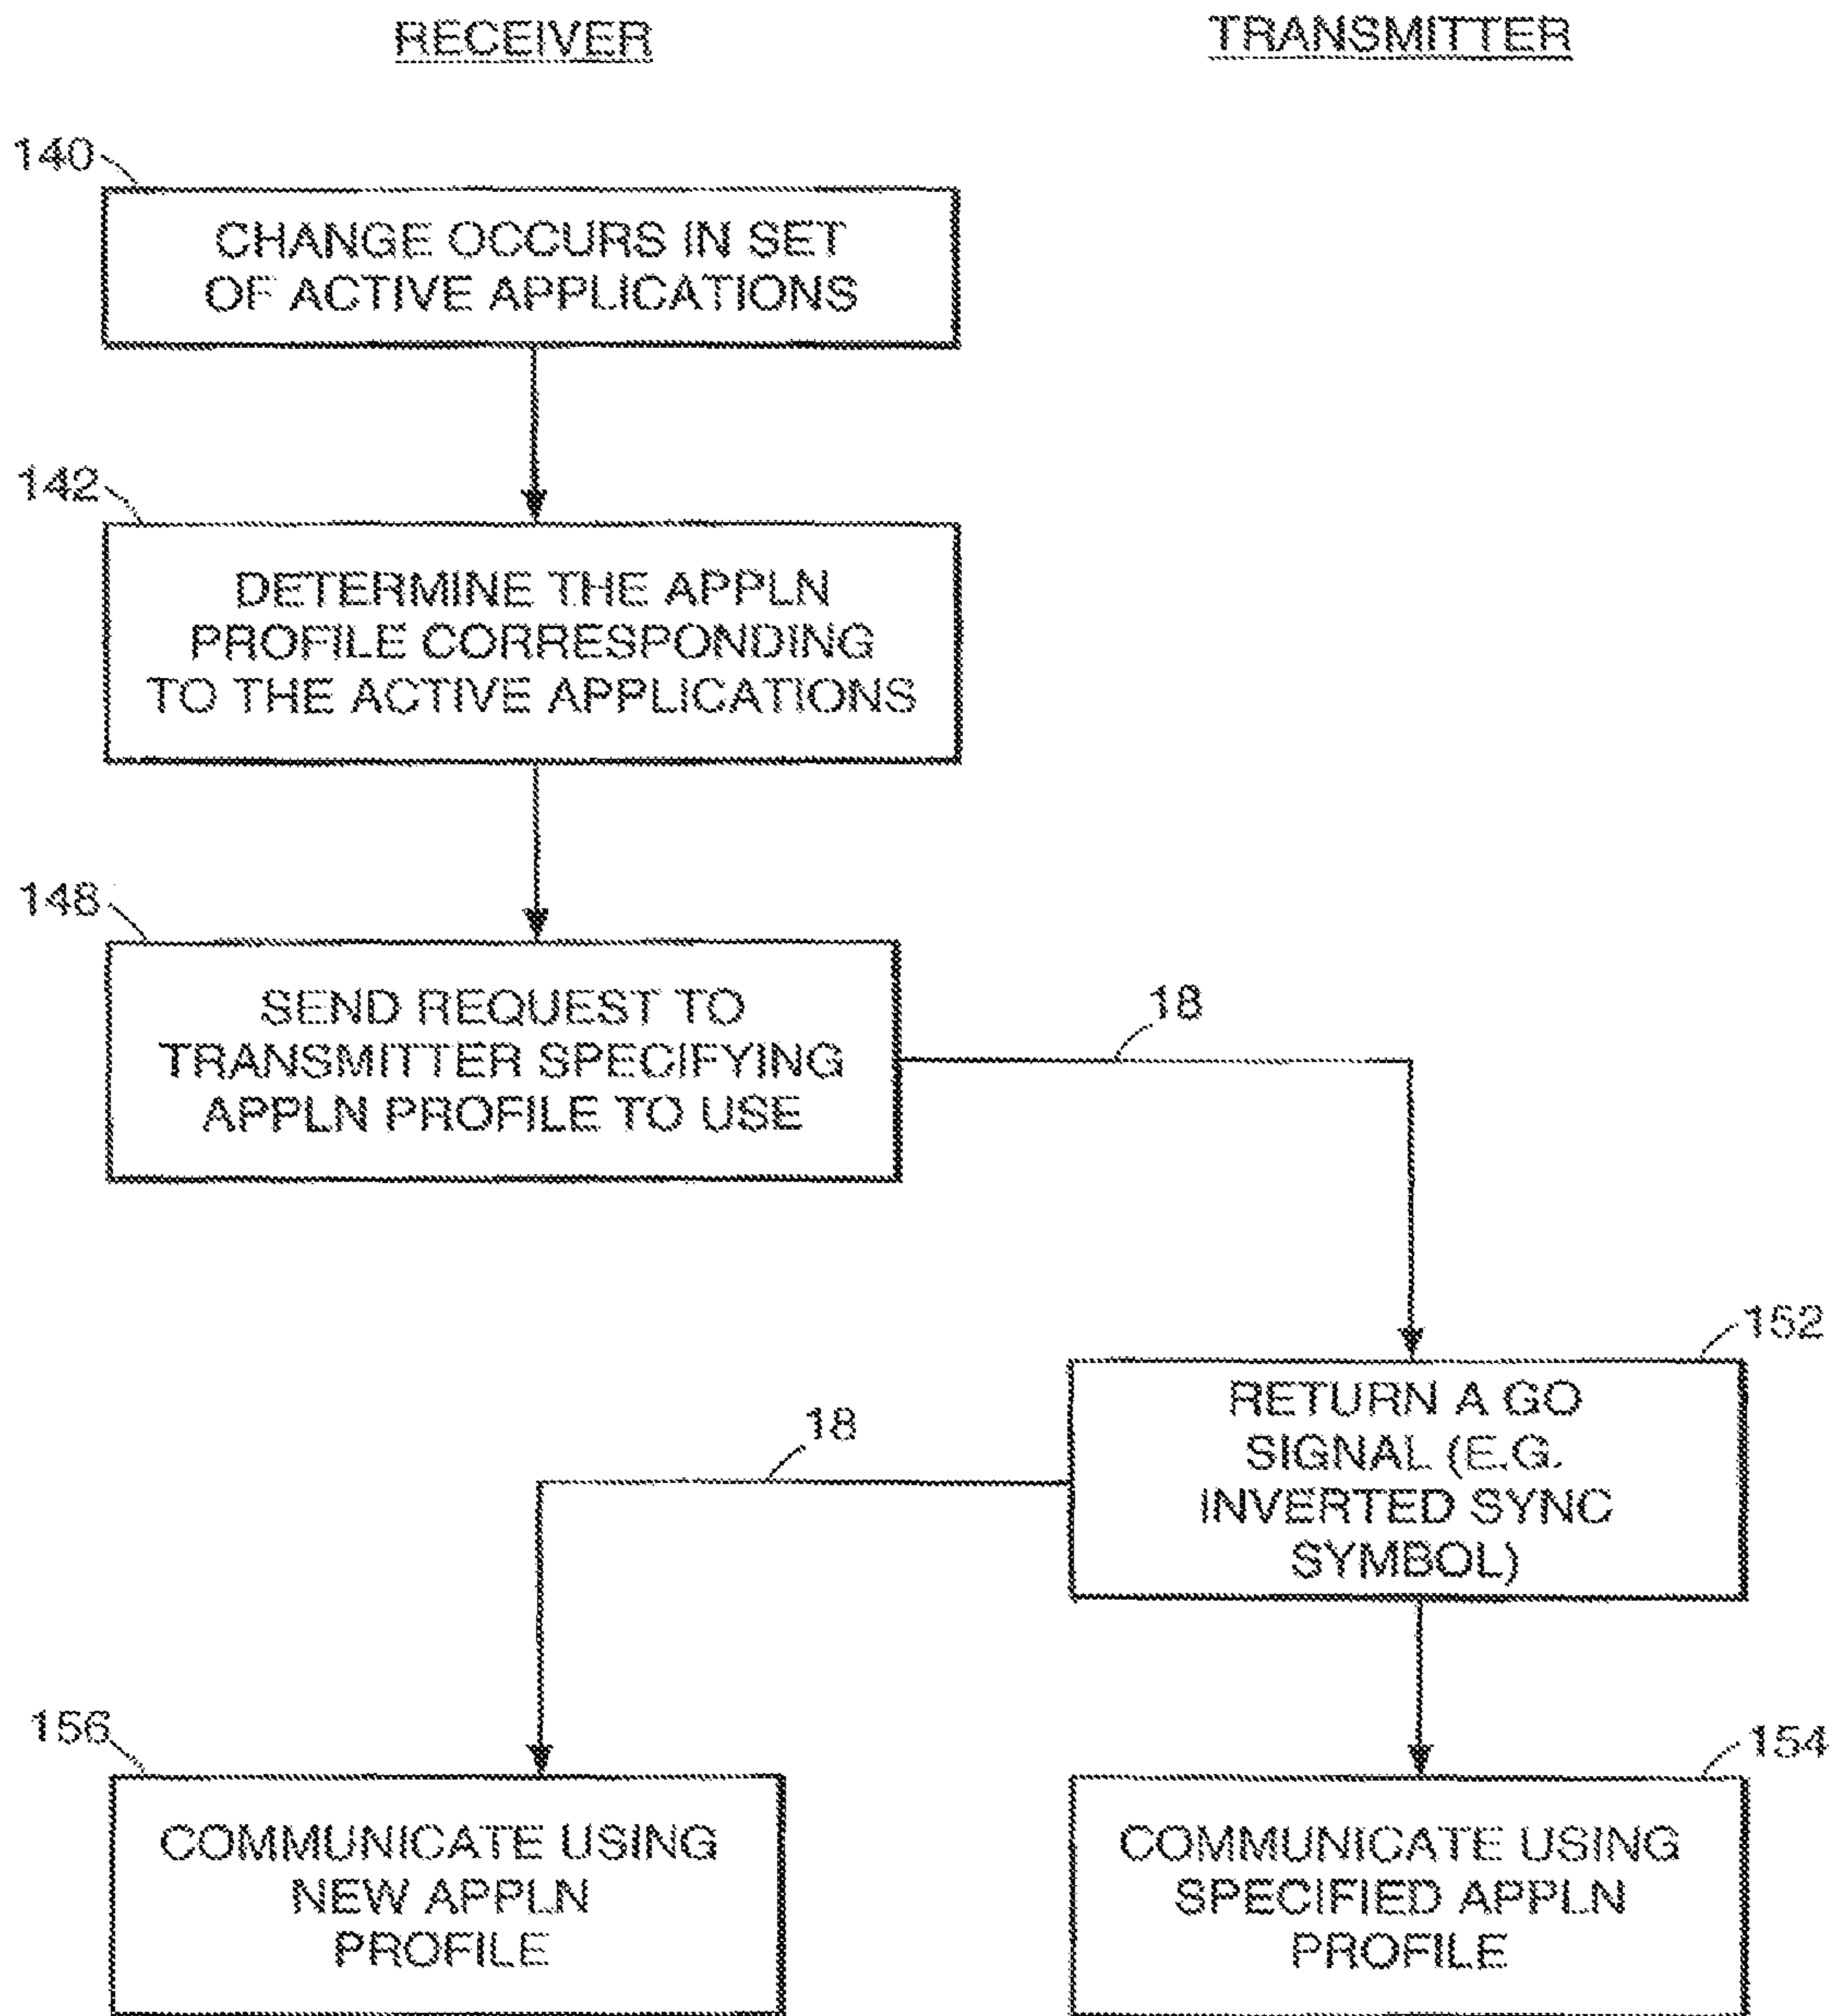 RECEIVER
TRANSMITTER
140
CHANGE OCCURS IN SET
OF ACTIVE APPLICATIONS
142
DETERMINE THE APPLN
PROFILE CORRESPONDING
TO THE ACTIVE APPLICATIONS
148
SEND REQUEST TO
TRANSMITTER SPECIFYING
APPLN PROFILE TO USE
18
152
RETURN A GO
SIGNAL (E.G.
INVERTED SYNC
SYMBOL)
18
156
COMMUNICATE USING
NEW APPLN
PROFILE
154
COMMUNICATE USING
SPECIFIED APPLN
PROFILE